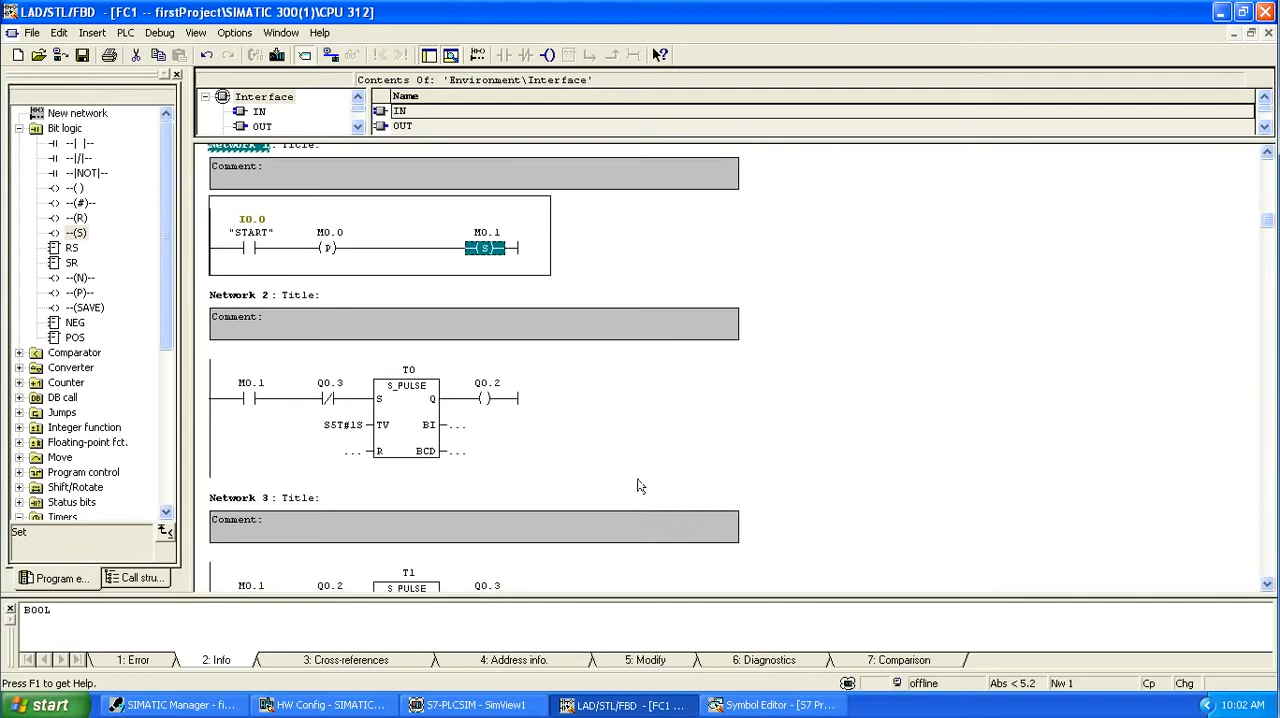 LAD/STL/FBD - [FC1 -- firstProject\SIMATIC 300(1)\CPU 312]
File Edit Insert PLC Debug View Options Window Help
Contents Of: 'Environment\Interface'
Interface
IN
OUT
Name
IN
OUT
New network
Bit logic
--| |--
--|/|--
--|NOT|--
--( )
--(#)--
--(R)
--(S)
RS
SR
--(N)--
--(P)--
--(SAVE)
NEG
POS
Comparator
Converter
Counter
DB call
Jumps
Integer function
Floating-point fct.
Move
Program control
Shift/Rotate
Status bits
Timers
Set
Program e...
Call stru...
Network 1 : Title:
Comment:
I0.0
"START" M0.0 M0.1
(P) (S)
Network 2 : Title:
Comment:
T0
M0.1 Q0.3 S_PULSE Q0.2
S Q ( )
S5T#1S TV BI ...
... R BCD ...
Network 3 : Title:
Comment:
T1
M0.1 Q0.2 S_PULSE Q0.3
BOOL
1: Error 2: Info 3: Cross-references 4: Address info. 5: Modify 6: Diagnostics 7: Comparison
Press F1 to get Help. offline Abs < 5.2 Nw 1 Cp Chg
start SIMATIC Manager - fi... HW Config - SIMATIC... S7-PLCSIM - SimView1 LAD/STL/FBD - [FC1 ... Symbol Editor - [S7 Pr... 10:02 AM